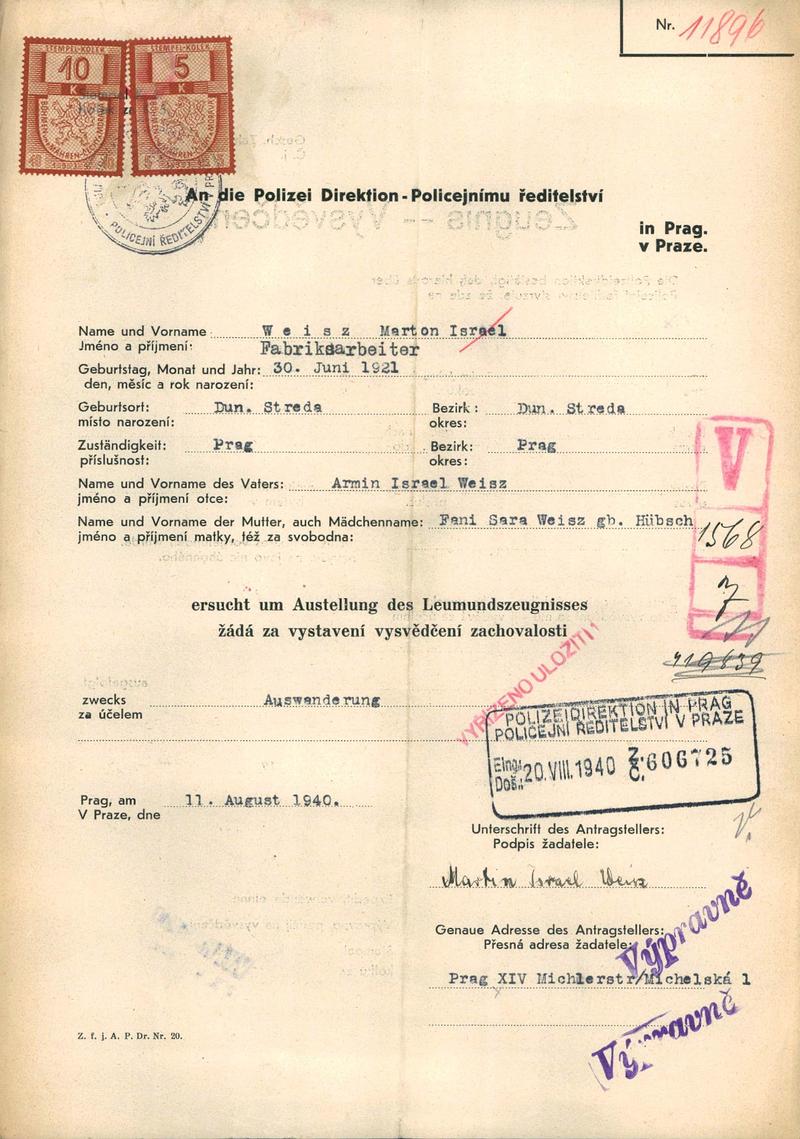 Nr. 11896
STEMPEL-KOLEK STEMPEL-KOLEK
10 5
K K
BÖHMEN MÄHREN
POLICEJNÍ ŘEDITELSTVÍ
An die Polizei Direktion - Policejnímu ředitelství
in Prag.
v Praze.
Name und Vorname: W e i s z Marton Israel
Jméno a příjmení: Fabriksarbeiter
Geburtstag, Monat und Jahr: 30. Juni 1921
den, měsíc a rok narození:
Geburtsort: Dun. Streda Bezirk: Dun. Streda
místo narození: okres:
Zuständigkeit: Prag Bezirk: Prag
příslušnost: okres:
Name und Vorname des Vaters: Armin Israel Weisz
jméno a příjmení otce:
Name und Vorname der Mutter, auch Mädchenname: Fani Sara Weisz gb. Hübsch
jméno a příjmení matky, též za svobodna:
V
1568
7
ersucht um Austellung des Leumundszeugnisses
žádá za vystavení vysvědčení zachovalosti
VYŘÍZENO ULOŽITI!
719839
zwecks Auswanderung
za účelem
POLIZEIDIREKTION IN PRAG
POLICEJNÍ ŘEDITELSTVÍ V PRAZE
Eing.: 20. VIII. 1940 Z. 606725
Doš.: Č.
Prag, am 11. August 1940.
V Praze, dne
Unterschrift des Antragstellers:
Podpis žadatele:
Martin Israel Weisz
Genaue Adresse des Antragstellers:
Přesná adresa žadatele:
Výpravně
Prag XIV Michlerstr/Michelská 1
Výpravně
Z. f. j. A. P. Dr. Nr. 20.